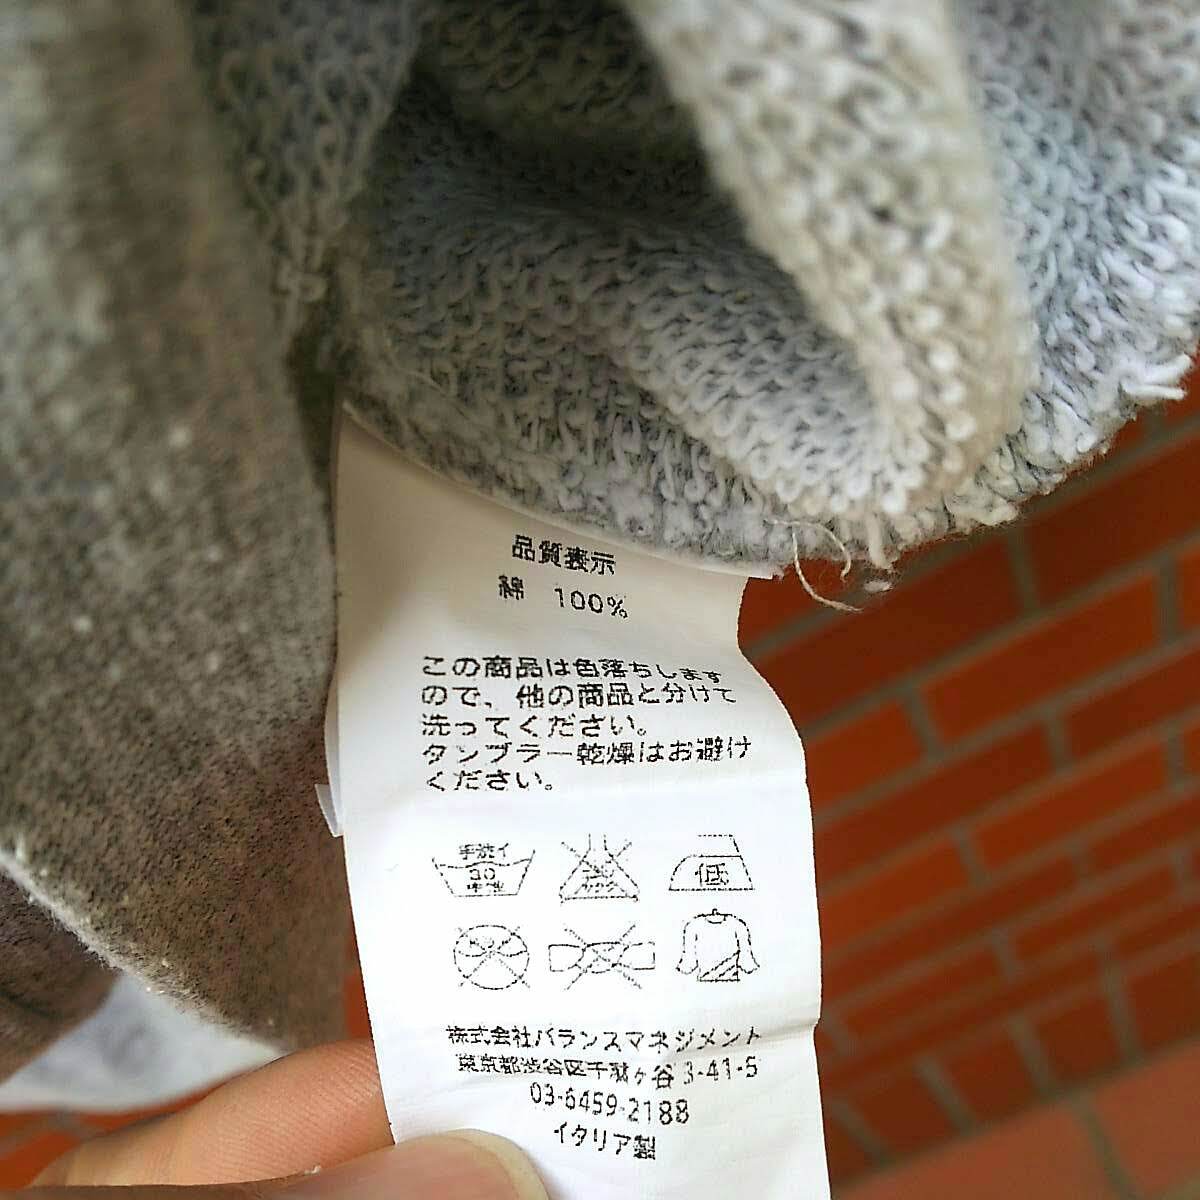 品質表示
綿 100%
この商品は色落ちします
ので、他の商品と分けて
洗ってください。
タンブラー乾燥はお避け
ください。
手洗イ
30
中性
低
株式会社バランスマネジメント
東京都渋谷区千駄ヶ谷 3-41-5
03-6459-2188
イタリア製